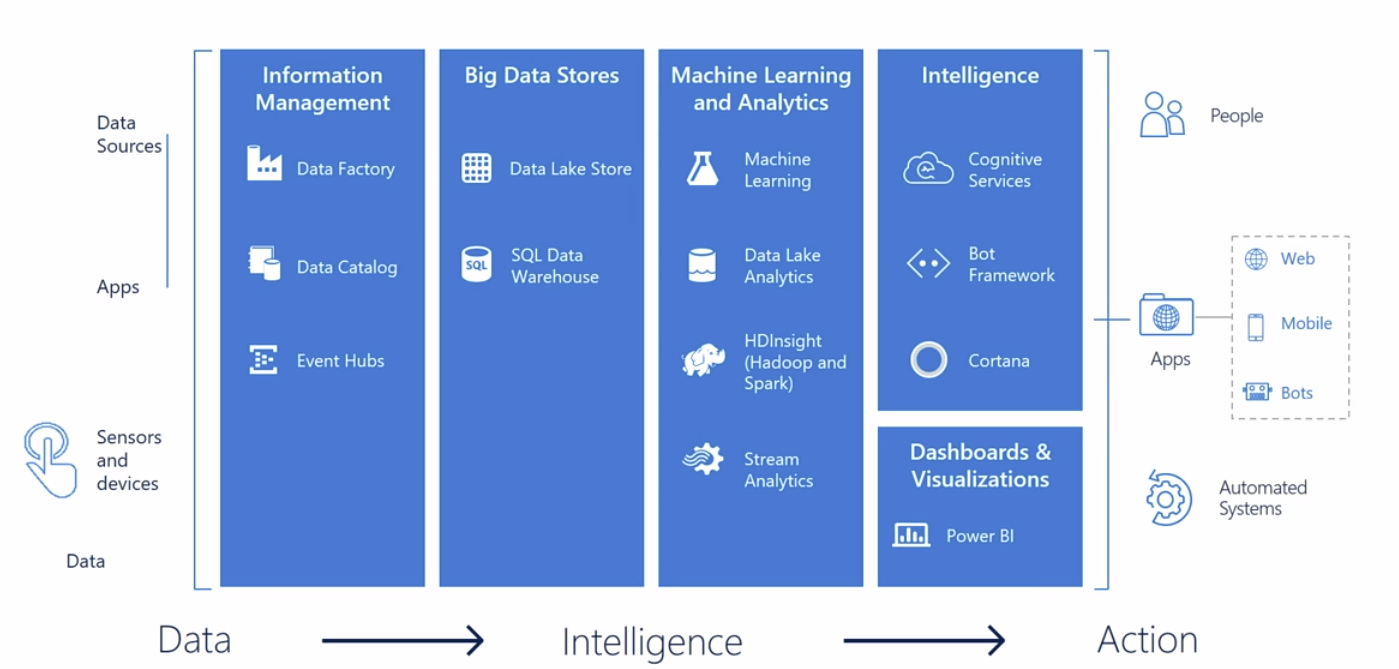 Data
Sources
Apps
Sensors
and
devices
Data
Information
Management
Data Factory
Data Catalog
Event Hubs
Big Data Stores
Data Lake Store
SQL
SQL Data
Warehouse
Machine Learning
and Analytics
Machine
Learning
Data Lake
Analytics
HDInsight
(Hadoop and
Spark)
Stream
Analytics
Intelligence
Cognitive
Services
Bot
Framework
Cortana
Dashboards &
Visualizations
Power BI
People
Apps
Web
Mobile
Bots
Automated
Systems
Data
Intelligence
Action